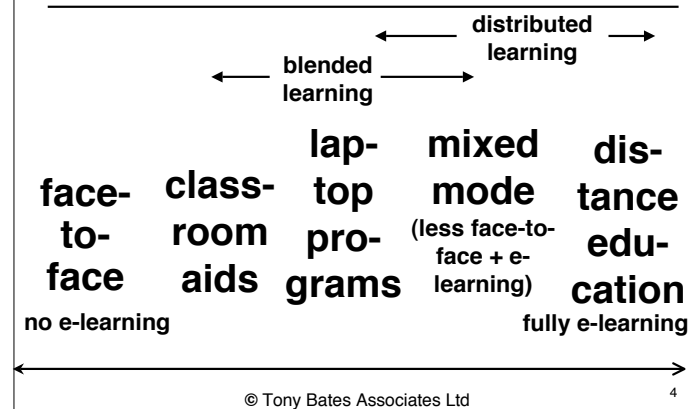 distributed
learning
blended
learning
face-
to-
face
no e-learning
class-
room
aids
lap-
top
pro-
grams
mixed
mode
(less face-to-
face + e-
learning)
dis-
tance
edu-
cation
fully e-learning
© Tony Bates Associates Ltd
4